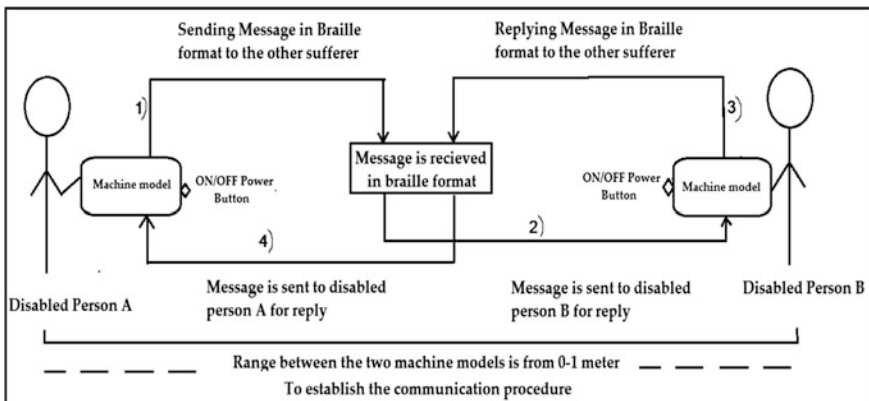 Sending Message in Braille
format to the other sufferer
Replying Message in Braille
format to the other sufferer
1)
3)
Message is recieved
in braille format
Machine model
ON/OFF Power
Button
ON/OFF Power
Button
Machine model
4)
2)
Disabled Person A
Message is sent to disabled
person A for reply
Message is sent to disabled
person B for reply
Disabled Person B
Range between the two machine models is from 0-1 meter
To establish the communication procedure